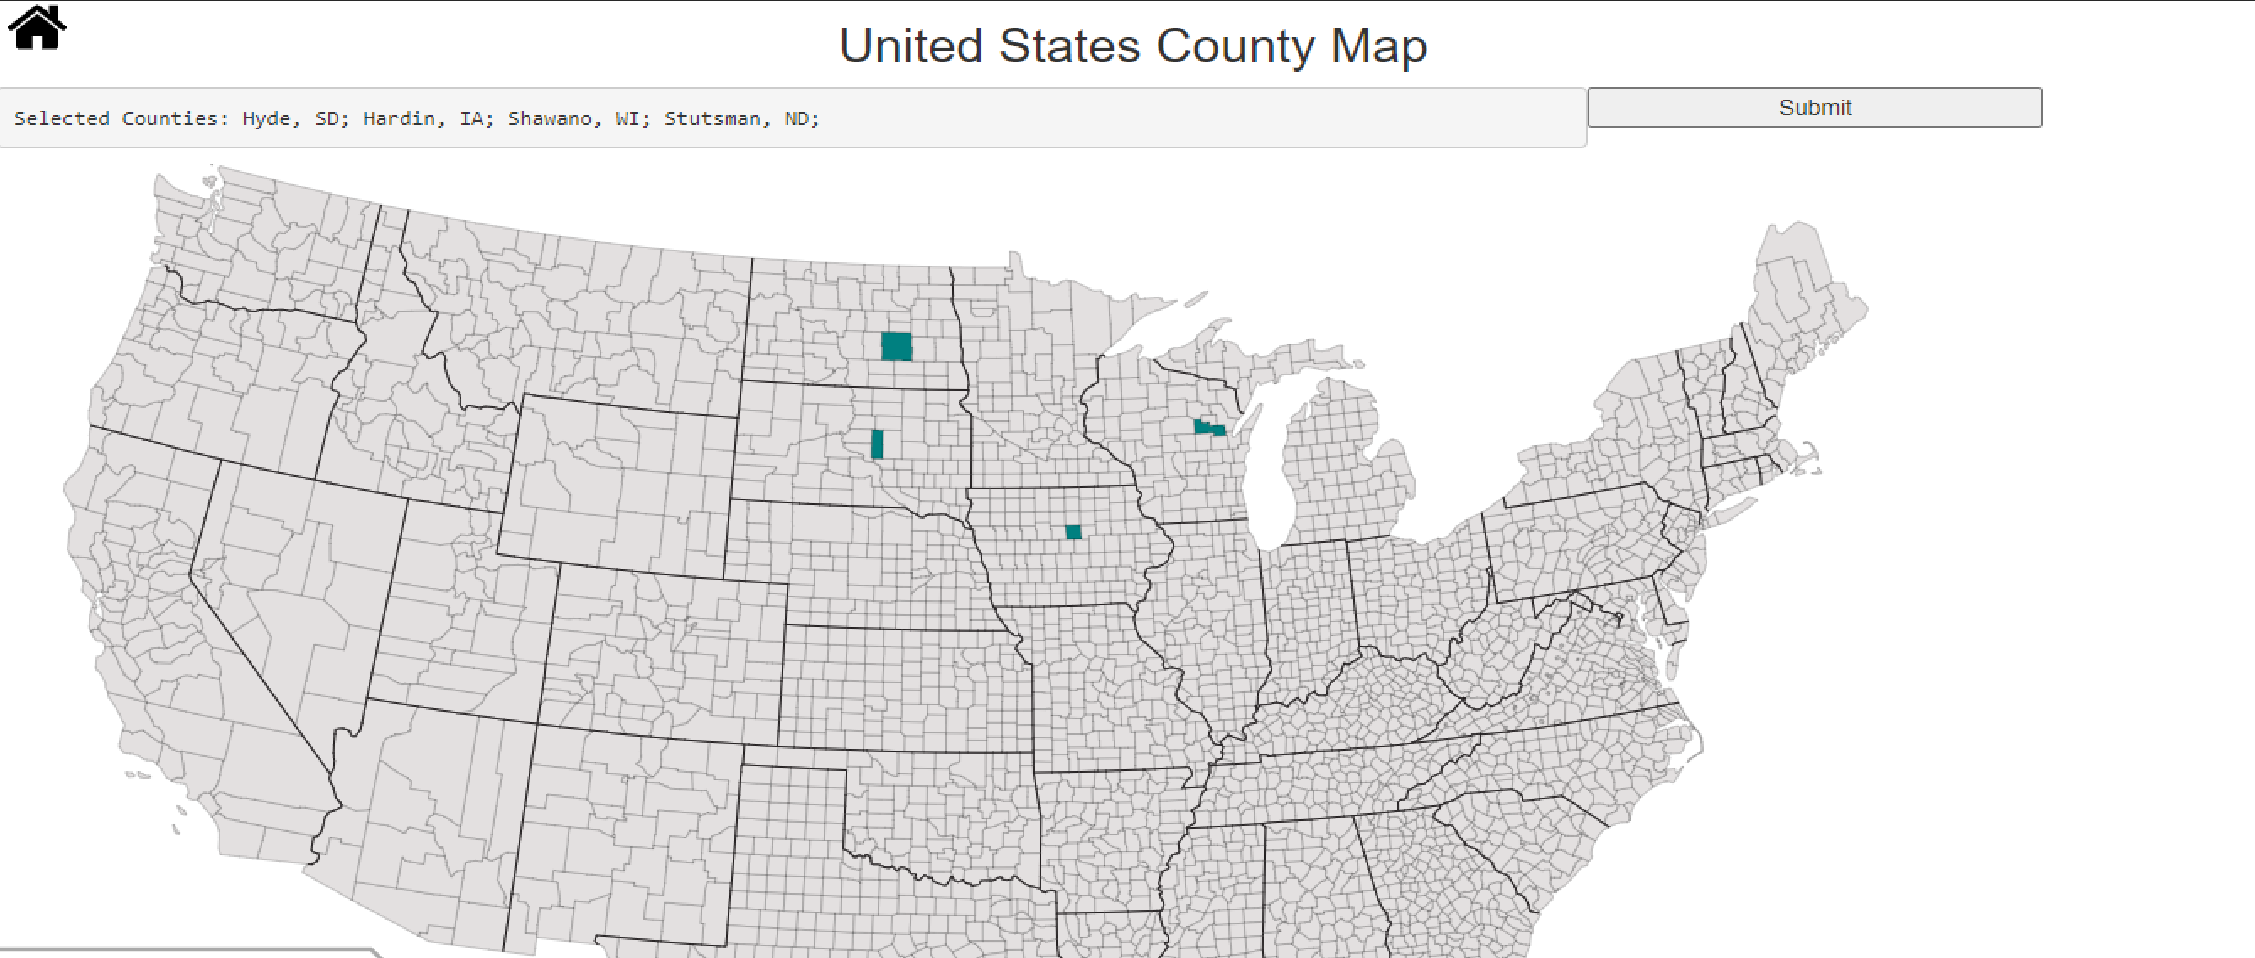 United States County Map
Selected Counties: Hyde, SD; Hardin, IA; Shawano, WI; Stutsman, ND;
Submit